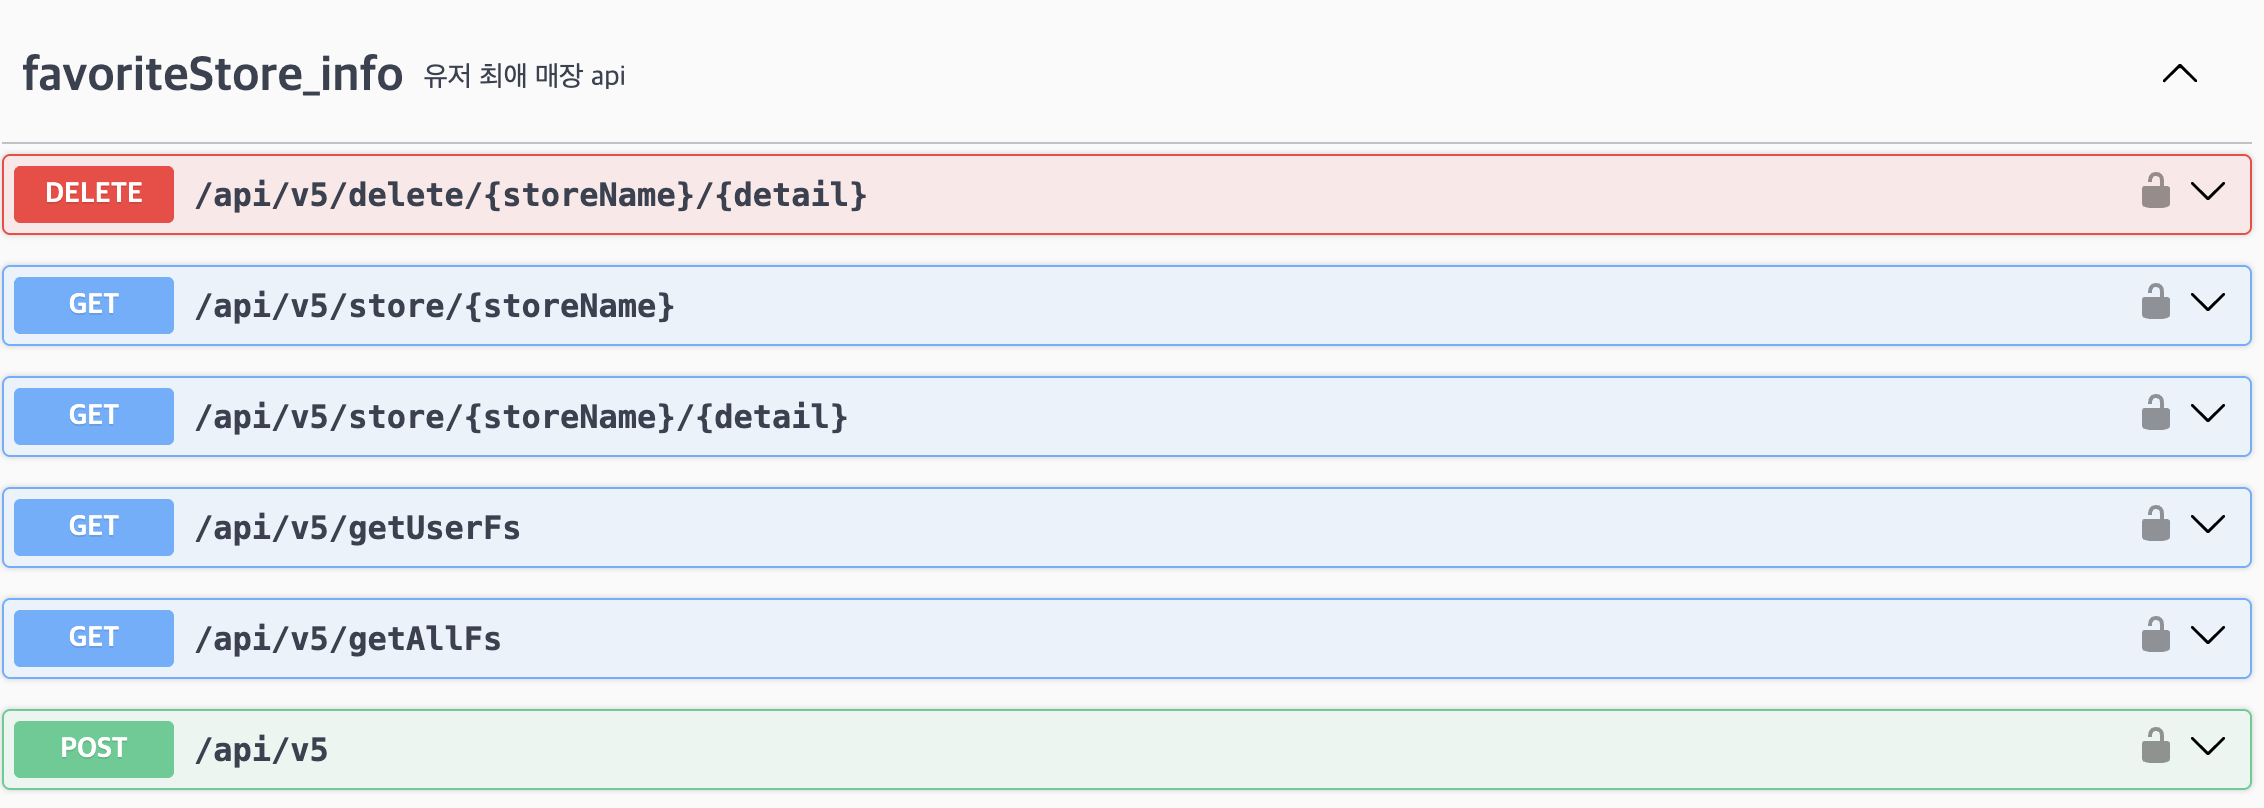 favoriteStore_info 유저 최애 매장 api
DELETE /api/v5/delete/{storeName}/{detail}
GET /api/v5/store/{storeName}
GET /api/v5/store/{storeName}/{detail}
GET /api/v5/getUserFs
GET /api/v5/getAllFs
POST /api/v5